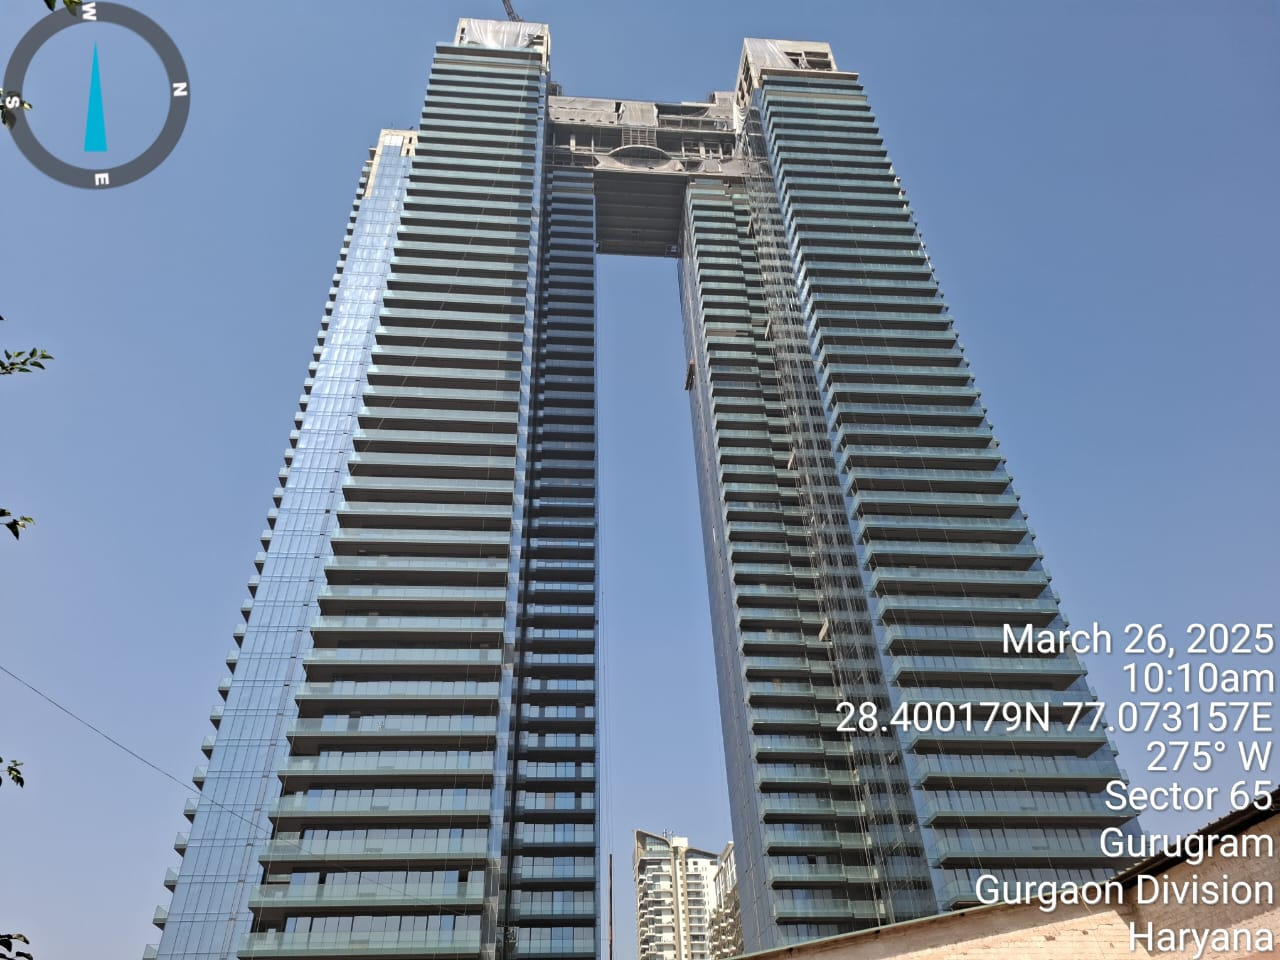 W
N
S
E
March 26, 2025
10:10am
28.400179N 77.073157E
275° W
Sector 65
Gurugram
Gurgaon Division
Haryana